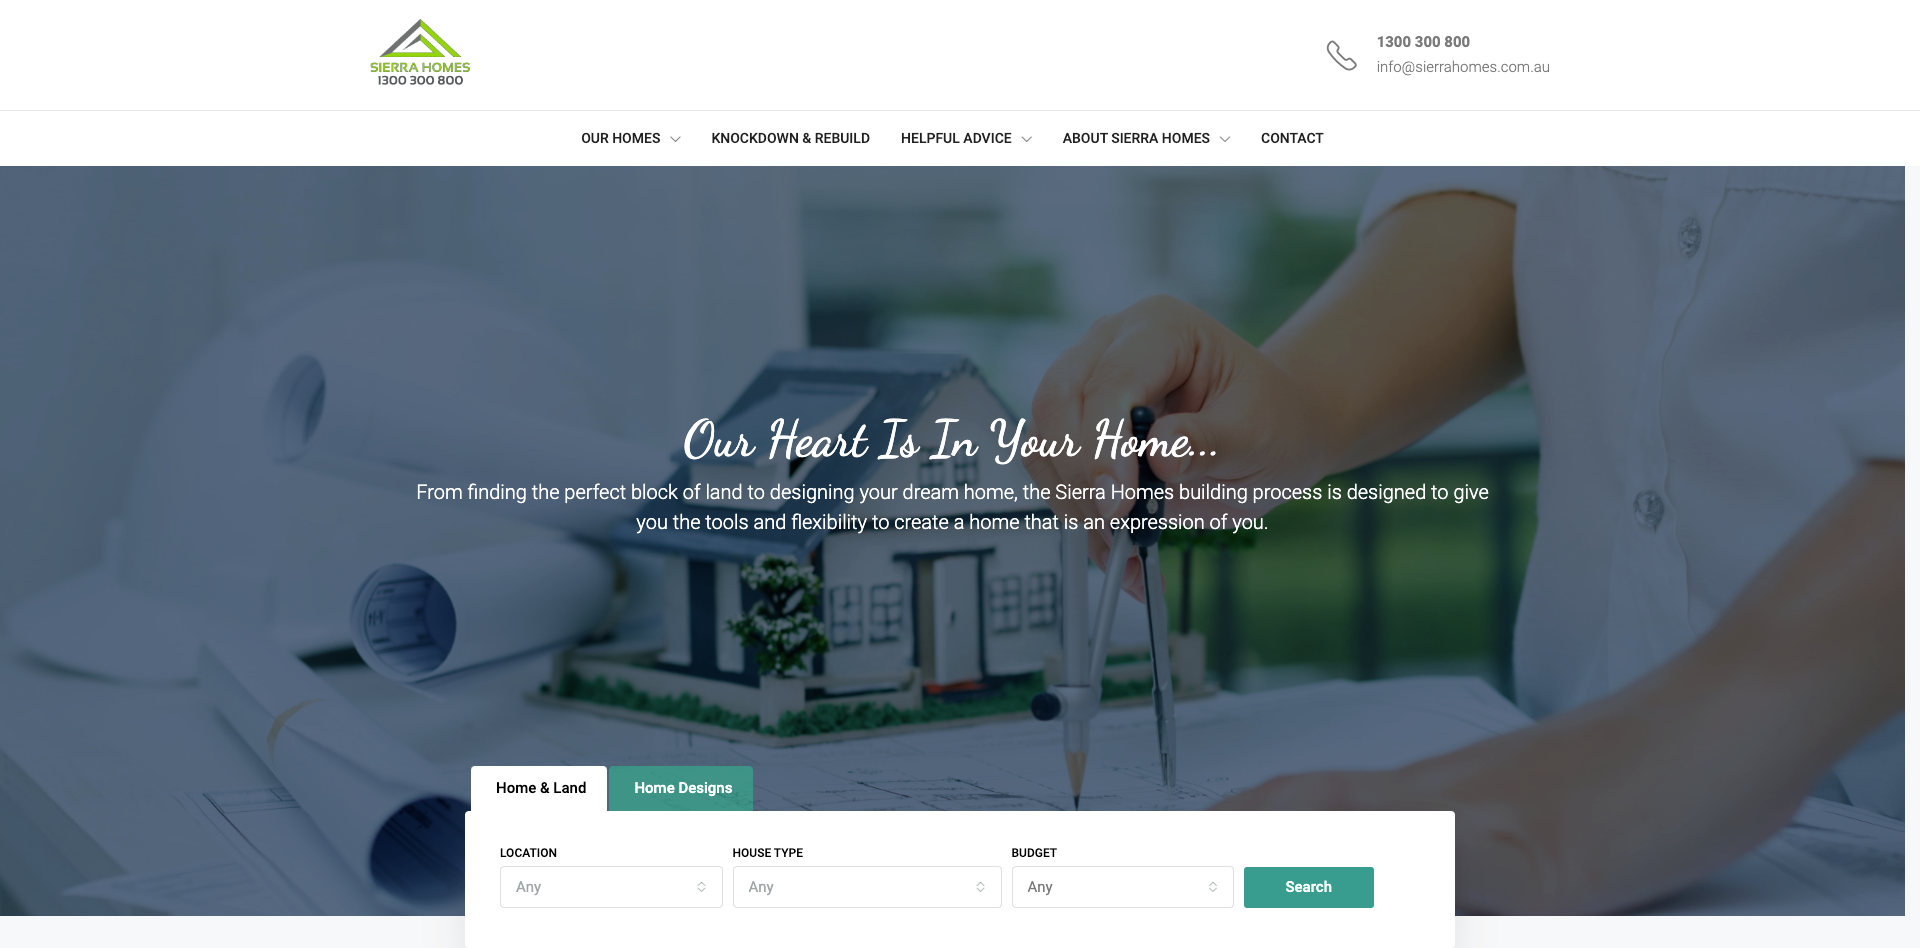 SIERRA HOMES
1300 300 800
1300 300 800
info@sierrahomes.com.au
OUR HOMES KNOCKDOWN & REBUILD HELPFUL ADVICE ABOUT SIERRA HOMES CONTACT
Our Heart Is In Your Home...
From finding the perfect block of land to designing your dream home, the Sierra Homes building process is designed to give
you the tools and flexibility to create a home that is an expression of you.
Home & Land Home Designs
LOCATION HOUSE TYPE BUDGET
Any Any Any Search